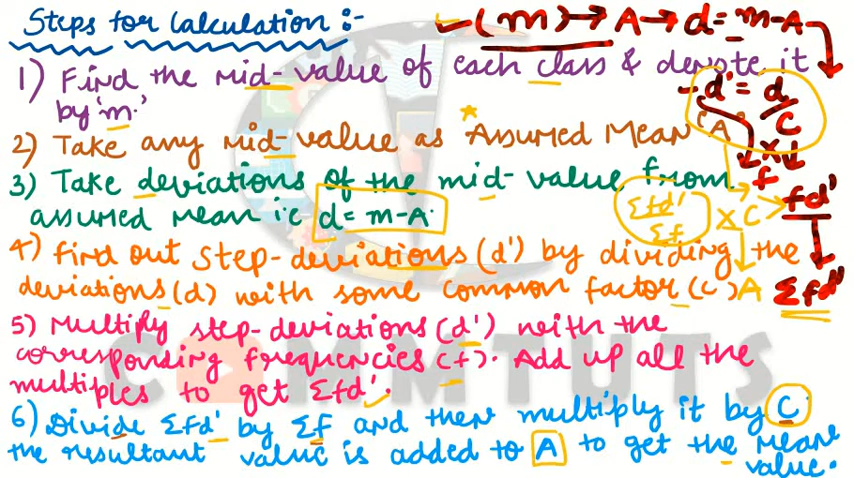 Steps for Calculation :-
(m) → A → d = m-A
1) Find the mid-value of each class & denote it
by 'm.'
-d' = d/C
2) Take any mid-value as *Assumed Mean 'A'
x
f
3) Take deviations of the mid-value from
fd'
assumed mean i.e d = m-A.
Σfd'/Σf x C
4) Find out step-deviations (d') by dividing the
deviations (d) with some common factor (C)
A
Σfd'
5) Multiply step-deviations (d') with the
corresponding frequencies (f). Add up all the
multiples to get Σfd'.
6) Divide Σfd' by Σf and then multiply it by C.
the resultant value is added to A to get the mean
value.
COMMTUTS